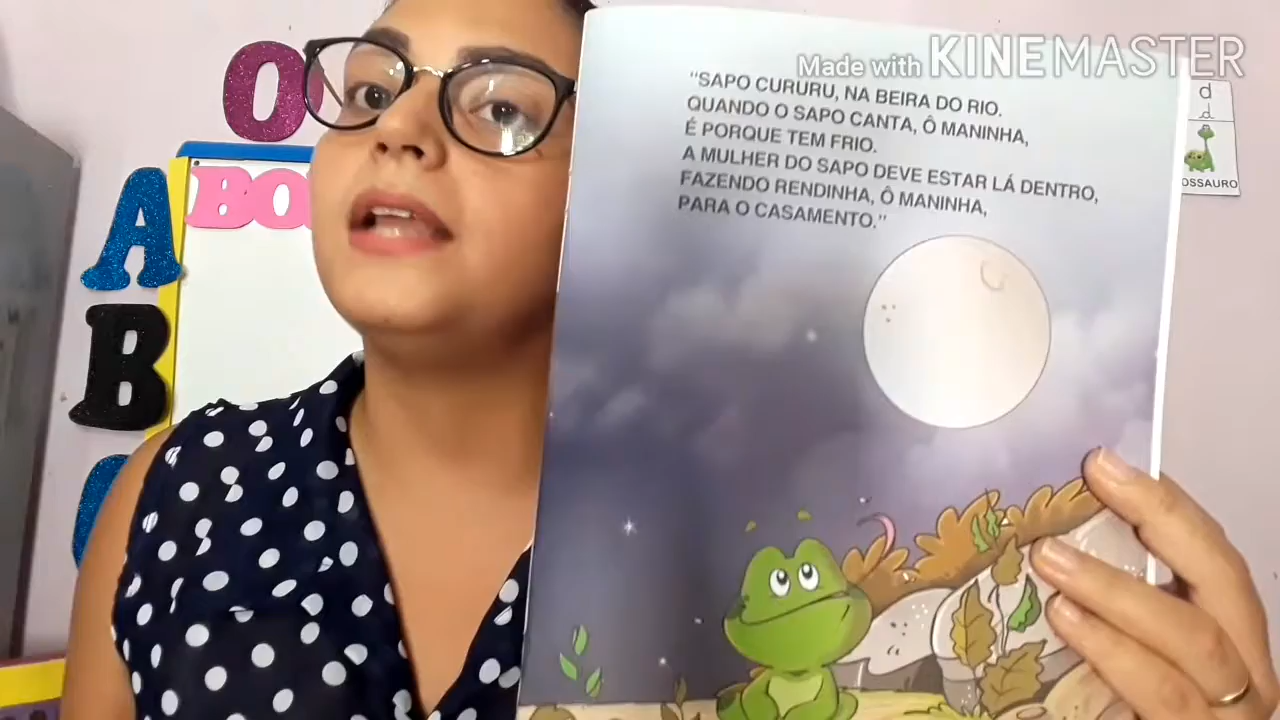 Made with KINEMASTER
"SAPO CURURU, NA BEIRA DO RIO.
QUANDO O SAPO CANTA, Ô MANINHA,
É PORQUE TEM FRIO.
A MULHER DO SAPO DEVE ESTAR LÁ DENTRO,
FAZENDO RENDINHA, Ô MANINHA,
PARA O CASAMENTO."
O
BO
A
B
d
d
OSSAURO